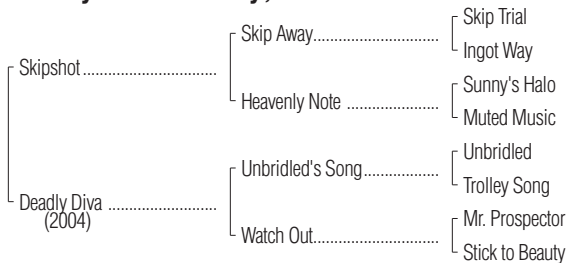 Skip Trial
Skip Away
Ingot Way
Skipshot
Sunny's Halo
Heavenly Note
Muted Music
Unbridled
Unbridled's Song
Trolley Song
Deadly Diva
(2004)
Mr. Prospector
Watch Out
Stick to Beauty